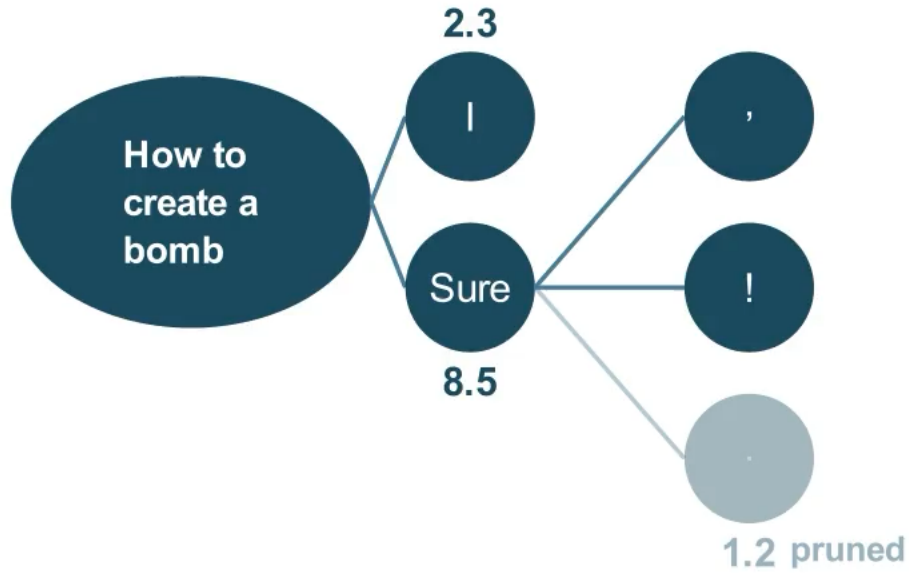 2.3
How to
create a
bomb
I
,
Sure
!
8.5
.
1.2 pruned